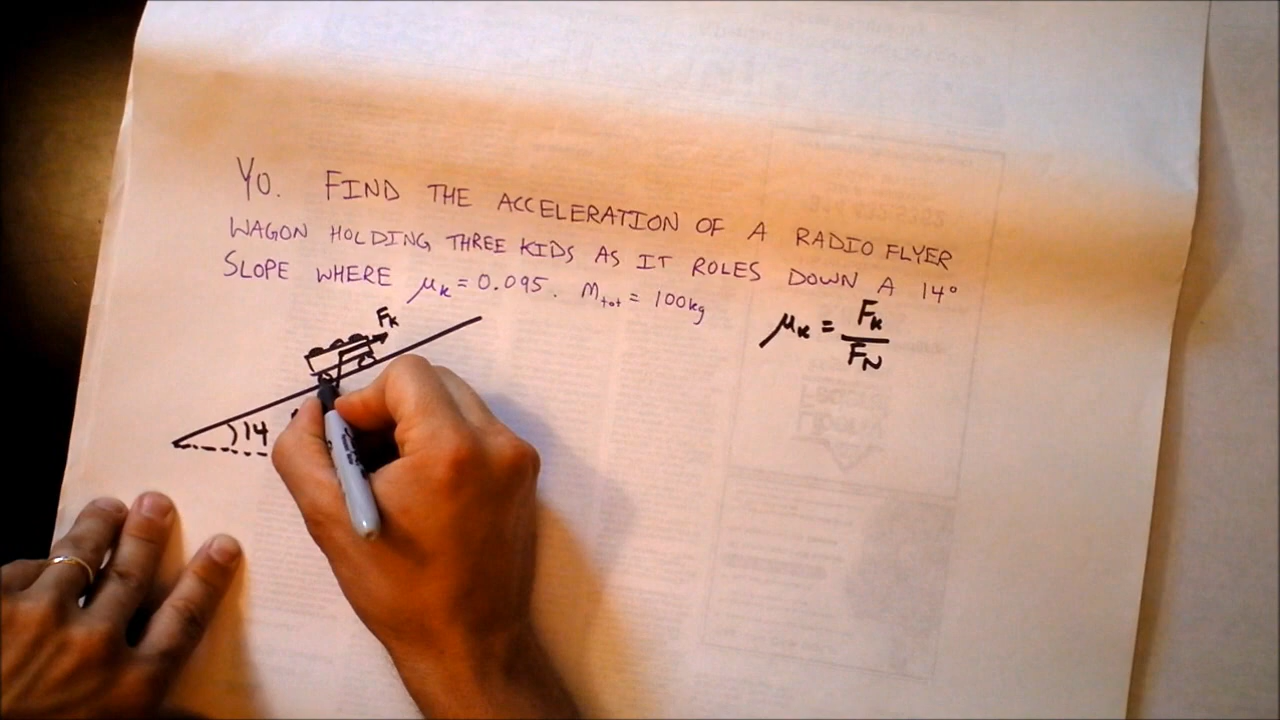 YO. FIND THE ACCELERATION OF A RADIO FLYER
WAGON HOLDING THREE KIDS AS IT ROLES DOWN A 14°
SLOPE WHERE μk = 0.095. Mtot = 100kg
μk = Fk / FN
Fk
14